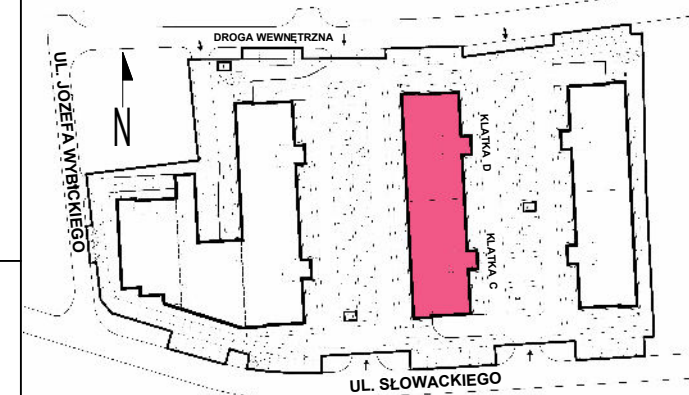 DROGA WEWNĘTRZNA
UL. JÓZEFA WYBICKIEGO
N
KLATKA D
KLATKA C
UL. SŁOWACKIEGO